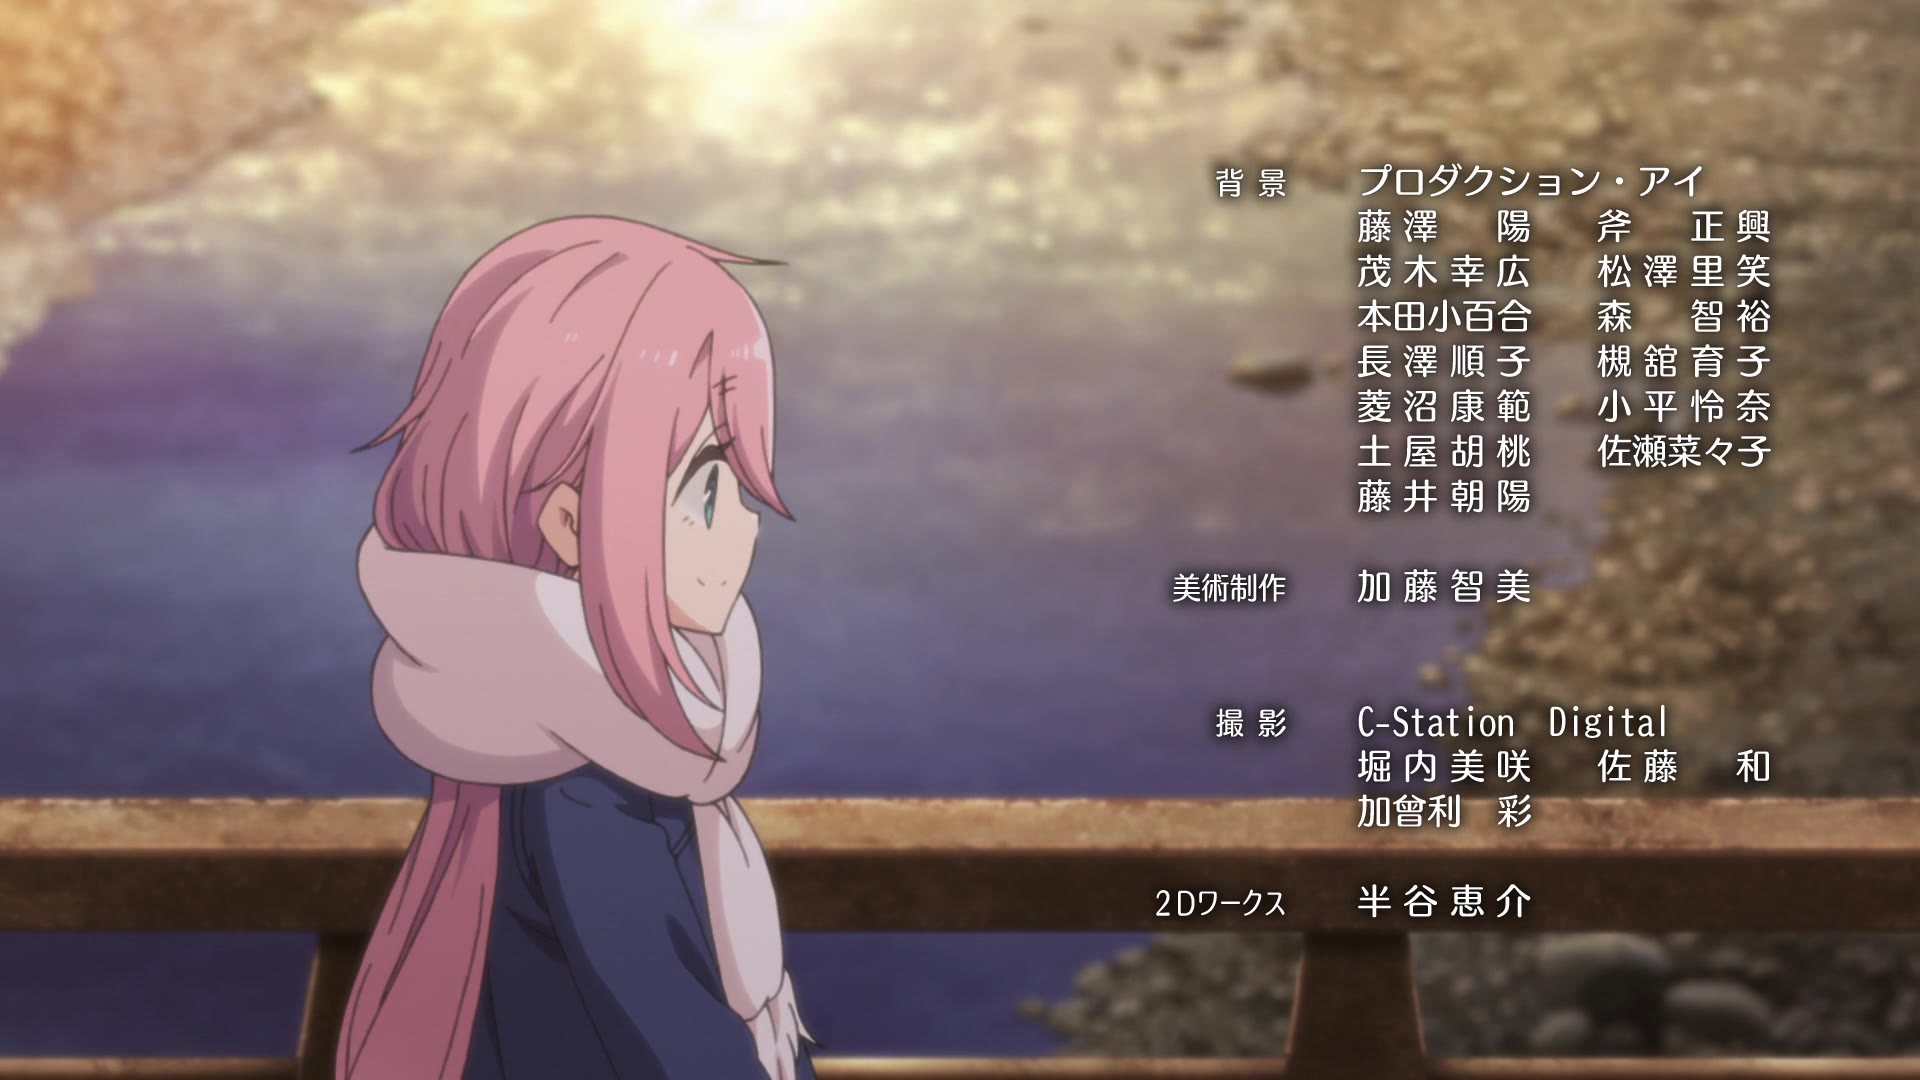 背景 プロダクション・アイ
藤澤 陽 斧 正興
茂木幸広 松澤里笑
本田小百合 森 智裕
長澤順子 槻舘育子
菱沼康範 小平怜奈
土屋胡桃 佐瀬菜々子
藤井朝陽
美術制作 加藤智美
撮影 C-Station Digital
堀内美咲 佐藤 和
加曾利 彩
2Dワークス 半谷恵介